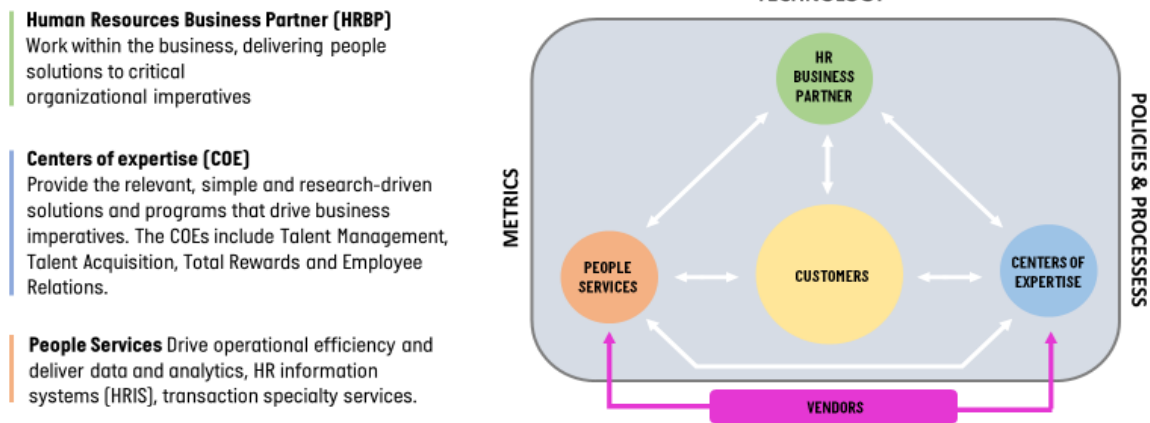 Human Resources Business Partner (HRBP)
Work within the business, delivering people
solutions to critical
organizational imperatives
Centers of expertise (COE)
Provide the relevant, simple and research-driven
solutions and programs that drive business
imperatives. The COEs include Talent Management,
Talent Acquisition, Total Rewards and Employee
Relations.
People Services Drive operational efficiency and
deliver data and analytics, HR information
systems (HRIS), transaction specialty services.
TECHNOLOGY
METRICS
HR
BUSINESS
PARTNER
PEOPLE
SERVICES
CUSTOMERS
CENTERS OF
EXPERTISE
POLICIES & PROCESSESS
VENDORS